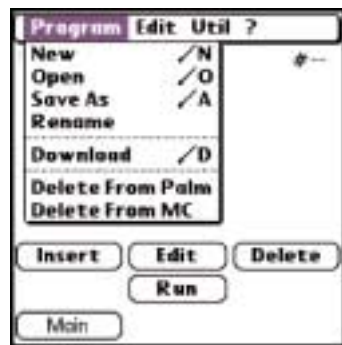 Program Edit Util ?
New /N
#--
Open /O
Save As /A
Rename
Download /D
Delete From Palm
Delete From MC
Insert Edit Delete
Run
Main